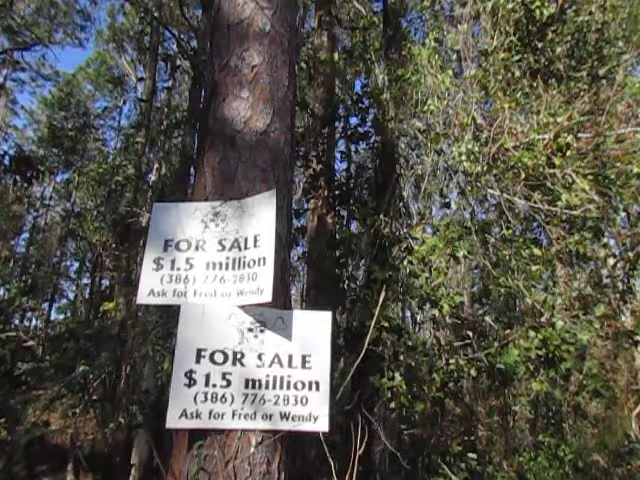 FOR SALE
$1.5 million
(386) 776-2830
Ask for Fred or Wendy
FOR SALE
$1.5 million
(386) 776-2830
Ask for Fred or Wendy